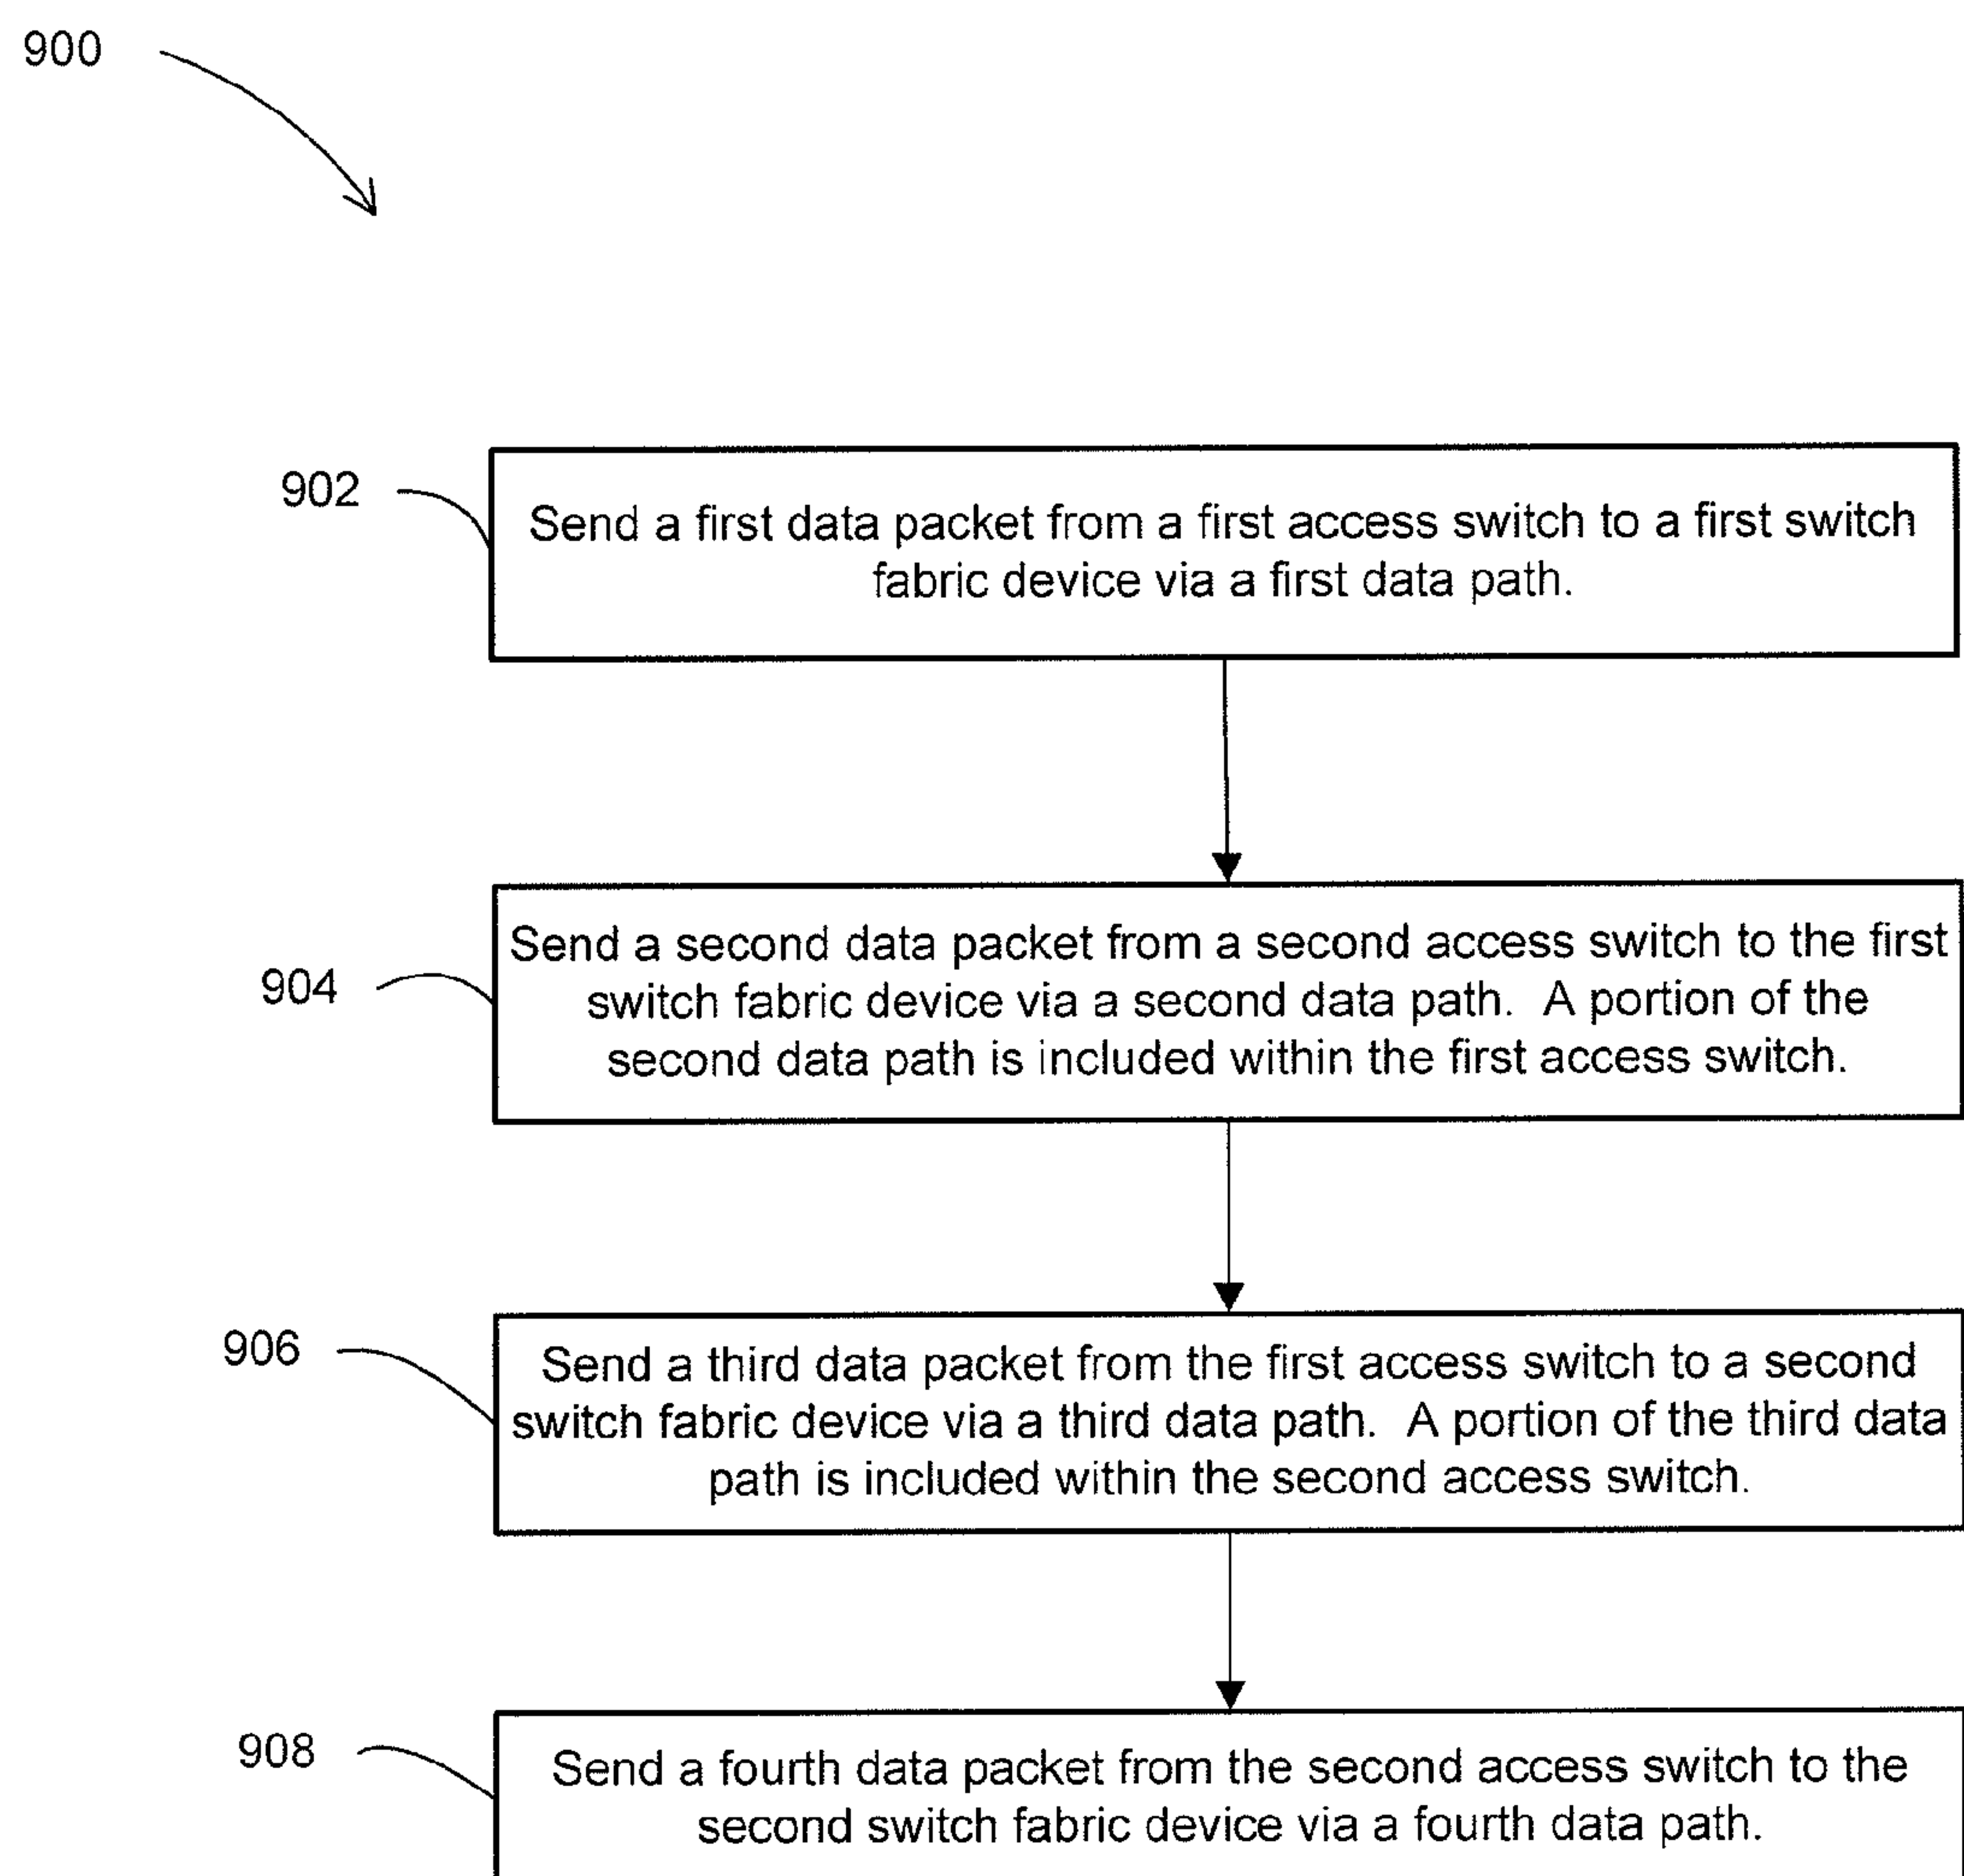 900
902
Send a first data packet from a first access switch to a first switch
fabric device via a first data path.
904
Send a second data packet from a second access switch to the first
switch fabric device via a second data path. A portion of the
second data path is included within the first access switch.
906
Send a third data packet from the first access switch to a second
switch fabric device via a third data path. A portion of the third data
path is included within the second access switch.
908
Send a fourth data packet from the second access switch to the
second switch fabric device via a fourth data path.